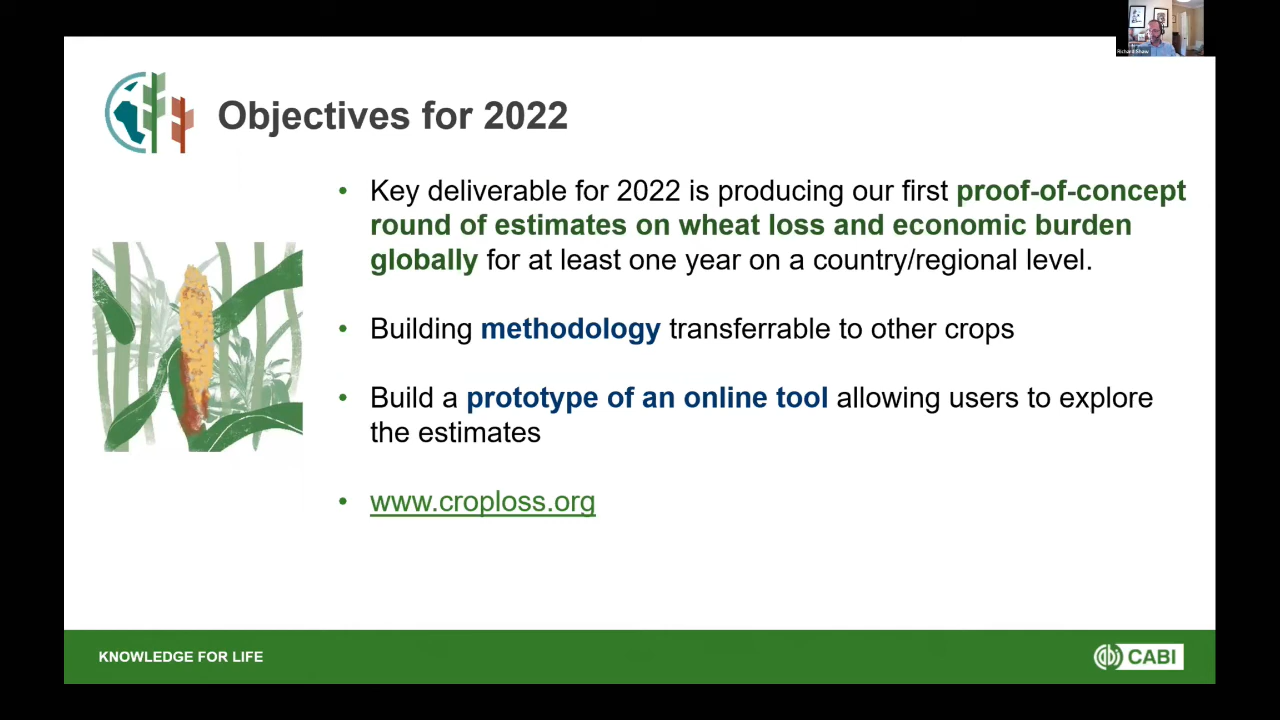 Richard Shaw
Objectives for 2022
• Key deliverable for 2022 is producing our first proof-of-concept
round of estimates on wheat loss and economic burden
globally for at least one year on a country/regional level.
• Building methodology transferrable to other crops
• Build a prototype of an online tool allowing users to explore
the estimates
• www.croploss.org
KNOWLEDGE FOR LIFE
CABI